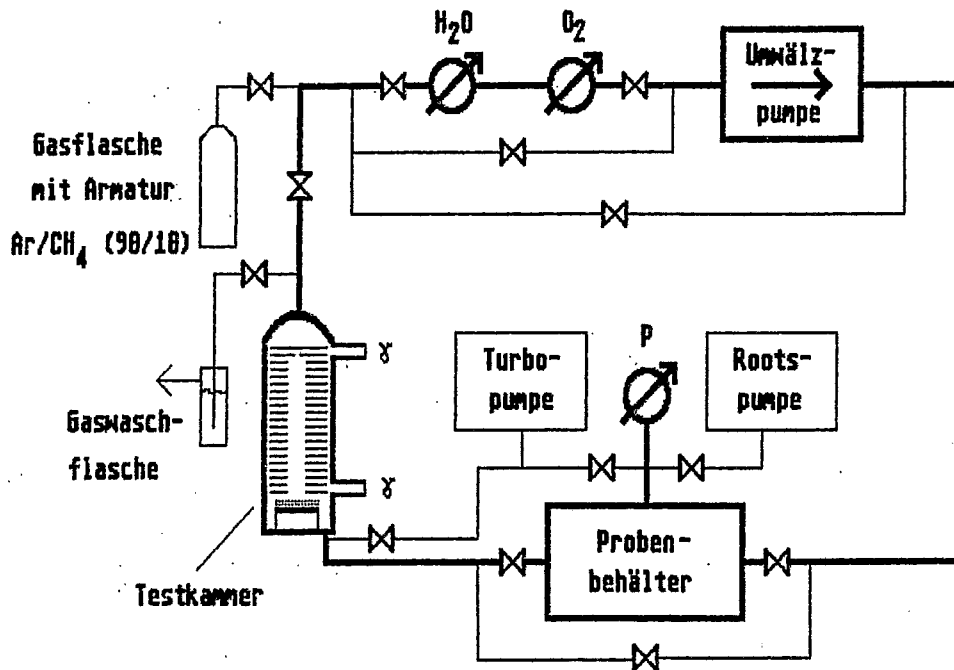 H₂O
O₂
Umwälz-
pumpe
Gasflasche
mit Armatur
Ar/CH₄ (90/10)
γ
γ
Gaswasch-
flasche
Testkammer
Turbo-
pumpe
P
Roots-
pumpe
Proben-
behälter